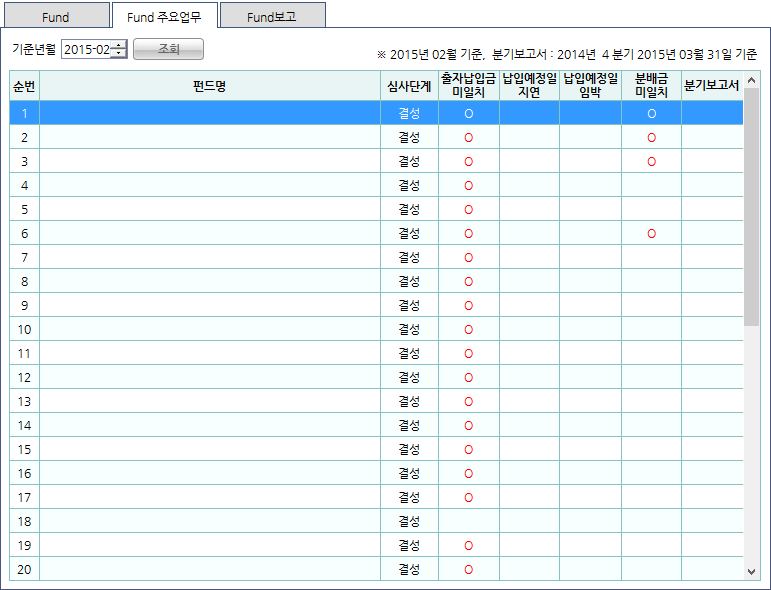 Fund Fund 주요업무 Fund보고
기준년월 2015-02 조회
※ 2015년 02월 기준, 분기보고서 : 2014년 4 분기 2015년 03월 31일 기준
순번 펀드명 심사단계 출자납입금 미일치 납입예정일 지연 납입예정일 임박 분배금 미일치 분기보고서
1 결성 O O
2 결성 O O
3 결성 O O
4 결성 O
5 결성 O
6 결성 O O
7 결성 O
8 결성 O
9 결성 O
10 결성 O
11 결성 O
12 결성 O
13 결성 O
14 결성 O
15 결성 O
16 결성 O
17 결성 O
18 결성
19 결성 O
20 결성 O